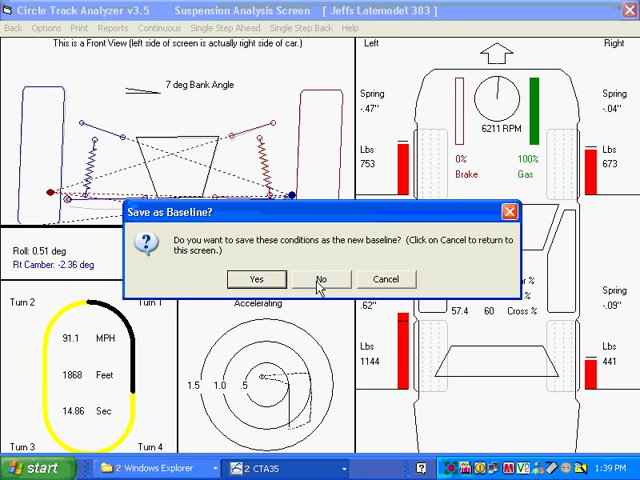 Circle Track Analyzer v3.5 Suspension Analysis Screen [ Jeffs Latemodel 383 ]
Back Options Print Reports Continuous Single Step Ahead Single Step Back Help
This is a Front View (left side of screen is actually right side of car.)
Left
Right
7 deg Bank Angle
Spring
-.47"
Spring
-.04"
6211 RPM
Lbs
753
0%
Brake
100%
Gas
Lbs
673
Save as Baseline?
Do you want to save these conditions as the new baseline? (Click on Cancel to return to
this screen.)
Yes
No
Cancel
Roll: 0.51 deg
Rt Camber: -2.36 deg
Turn 2
Turn 1
Accelerating
.62"
57.4 60 Cross %
-.09"
91.1 MPH
1868 Feet
14.86 Sec
1.5 1.0 .5
Lbs
1144
Lbs
441
Turn 3
Turn 4
start
2 Windows Explorer
2 CTA35
1:39 PM